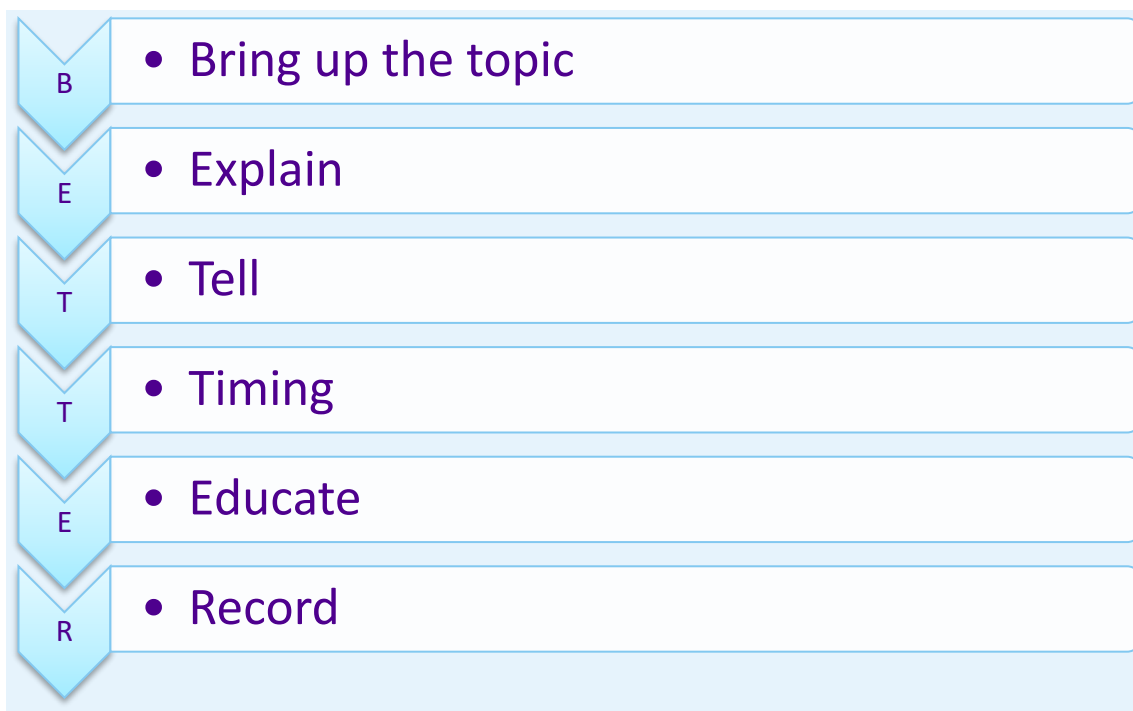 B
• Bring up the topic
E
• Explain
T
• Tell
T
• Timing
E
• Educate
R
• Record